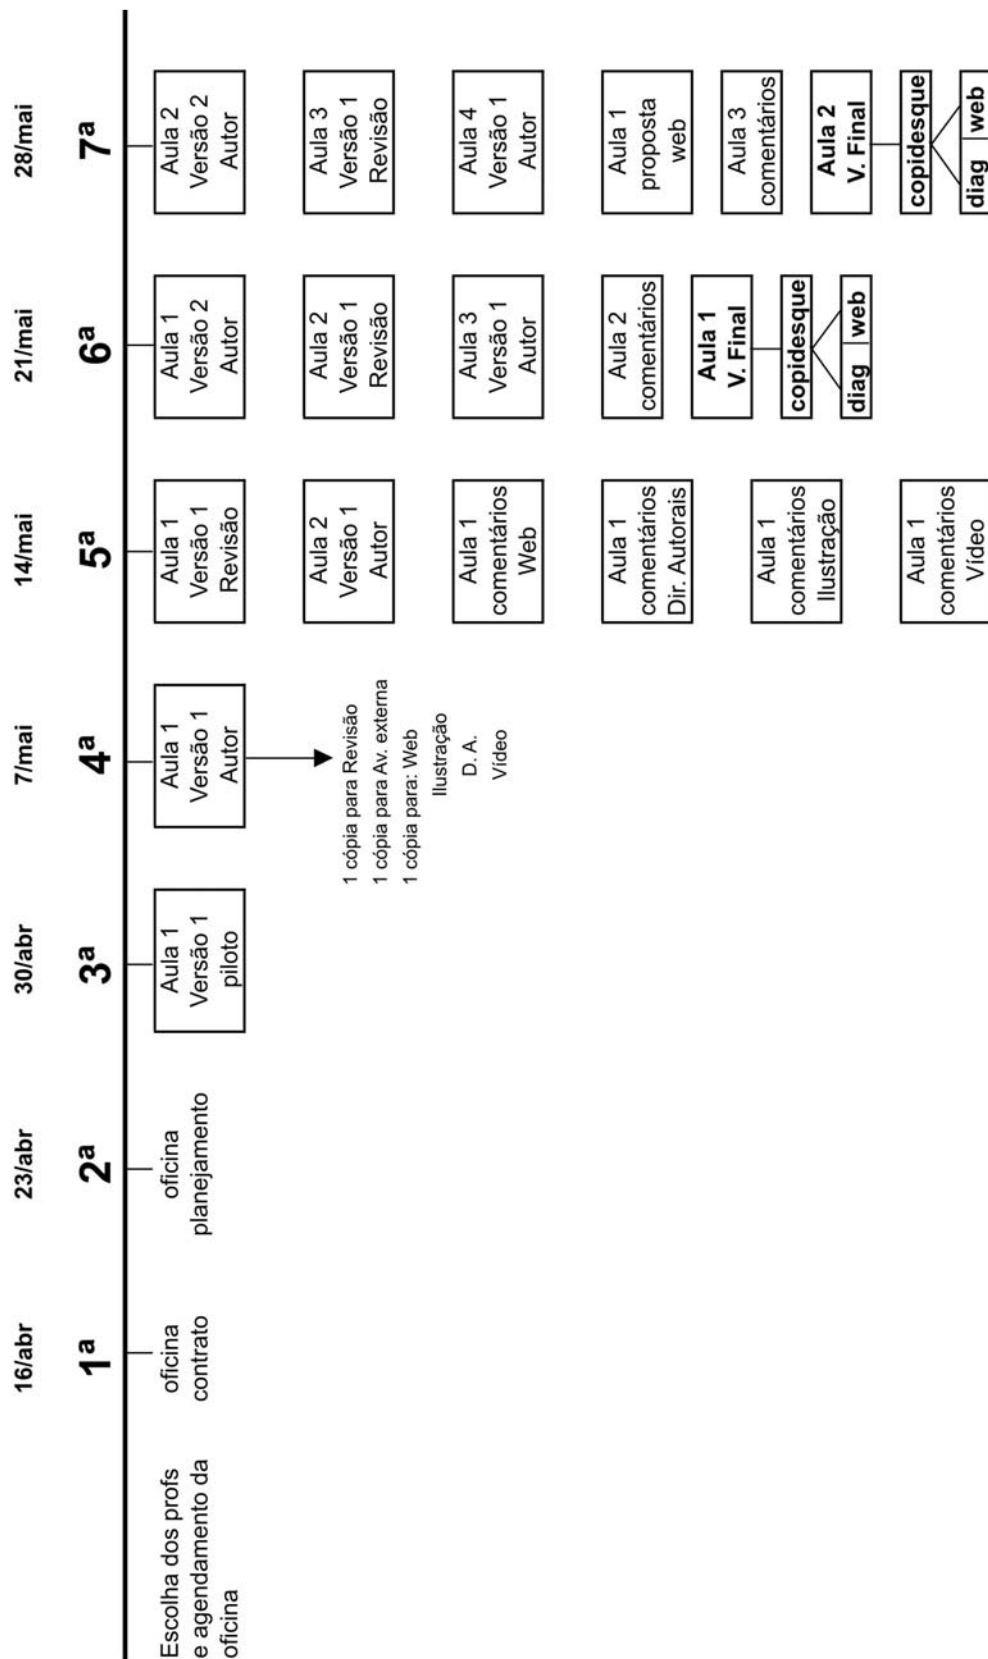 16/abr
23/abr
30/abr
7/mai
14/mai
21/mai
28/mai
1ª
2ª
3ª
4ª
5ª
6ª
7ª
Escolha dos profs
e agendamento da
oficina
oficina
contrato
oficina
planejamento
Aula 1
Versão 1
piloto
Aula 1
Versão 1
Autor
1 cópia para Revisão
1 cópia para Av. externa
1 cópia para: Web
Ilustração
D. A.
Vídeo
Aula 1
Versão 1
Revisão
Aula 2
Versão 1
Autor
Aula 1
comentários
Web
Aula 1
comentários
Dir. Autorais
Aula 1
comentários
Ilustração
Aula 1
comentários
Vídeo
Aula 1
Versão 2
Autor
Aula 2
Versão 1
Revisão
Aula 3
Versão 1
Autor
Aula 2
comentários
Aula 1
V. Final
copidesque
diag web
Aula 2
Versão 2
Autor
Aula 3
Versão 1
Revisão
Aula 4
Versão 1
Autor
Aula 1
proposta
web
Aula 3
comentários
Aula 2
V. Final
copidesque
diag web